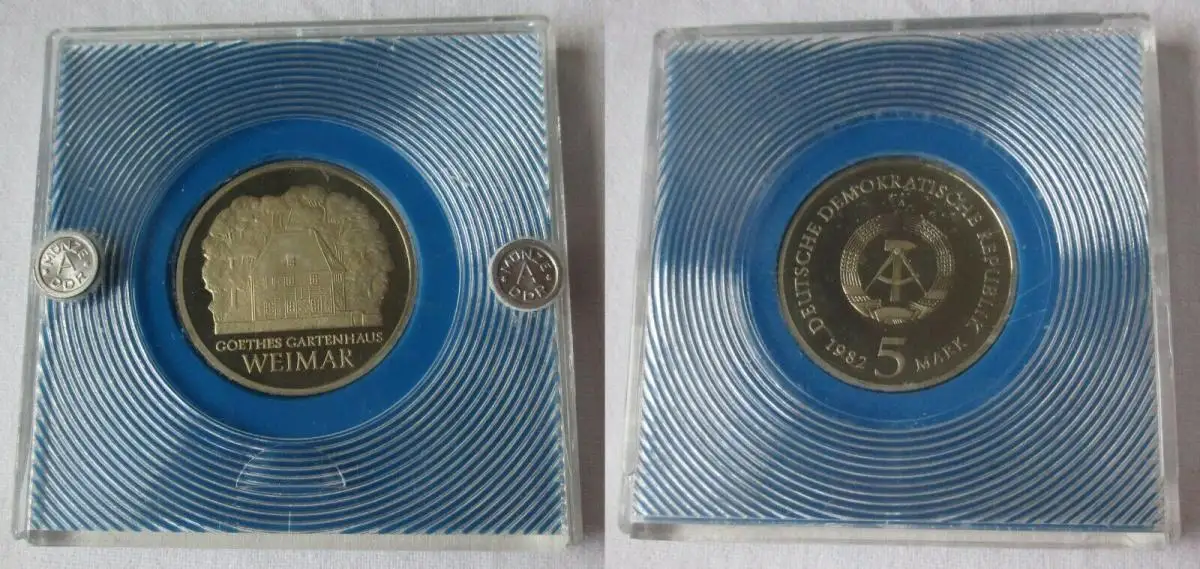 MÜNZE
A
DDR
GOETHES GARTENHAUS
WEIMAR
MÜNZE
A
DDR
DEUTSCHE DEMOKRATISCHE REPUBLIK
1982 5 MARK